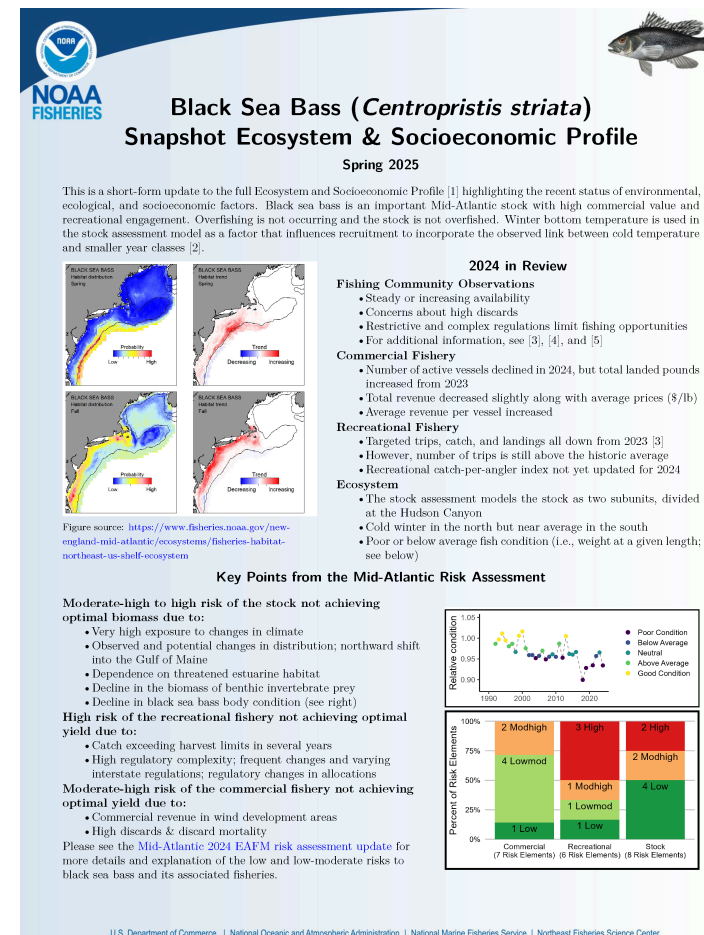 NOAA
NOAA
FISHERIES
Black Sea Bass (Centropristis striata)
Snapshot Ecosystem & Socioeconomic Profile
Spring 2025
This is a short-form update to the full Ecosystem and Socioeconomic Profile [1] highlighting the recent status of environmental,
ecological, and socioeconomic factors. Black sea bass is an important Mid-Atlantic stock with high commercial value and
recreational engagement. Overfishing is not occurring and the stock is not overfished. Winter bottom temperature is used in
the stock assessment model as a factor that influences recruitment to incorporate the observed link between cold temperature
and smaller year classes [2].
BLACK SEA BASS
Habitat distribution
Spring
Probability
Low High
BLACK SEA BASS
Habitat trend
Spring
Trend
Decreasing Increasing
BLACK SEA BASS
Habitat distribution
Fall
Probability
Low High
BLACK SEA BASS
Habitat trend
Fall
Trend
Decreasing Increasing
Figure source: https://www.fisheries.noaa.gov/new-
england-mid-atlantic/ecosystems/fisheries-habitat-
northeast-us-shelf-ecosystem
2024 in Review
Fishing Community Observations
• Steady or increasing availability
• Concerns about high discards
• Restrictive and complex regulations limit fishing opportunities
• For additional information, see [3], [4], and [5]
Commercial Fishery
• Number of active vessels declined in 2024, but total landed pounds
increased from 2023
• Total revenue decreased slightly along with average prices ($/lb)
• Average revenue per vessel increased
Recreational Fishery
• Targeted trips, catch, and landings all down from 2023 [3]
• However, number of trips is still above the historic average
• Recreational catch-per-angler index not yet updated for 2024
Ecosystem
• The stock assessment models the stock as two subunits, divided
at the Hudson Canyon
• Cold winter in the north but near average in the south
• Poor or below average fish condition (i.e., weight at a given length;
see below)
Key Points from the Mid-Atlantic Risk Assessment
Moderate-high to high risk of the stock not achieving
optimal biomass due to:
• Very high exposure to changes in climate
• Observed and potential changes in distribution; northward shift
into the Gulf of Maine
• Dependence on threatened estuarine habitat
• Decline in the biomass of benthic invertebrate prey
• Decline in black sea bass body condition (see right)
High risk of the recreational fishery not achieving optimal
yield due to:
• Catch exceeding harvest limits in several years
• High regulatory complexity; frequent changes and varying
interstate regulations; regulatory changes in allocations
Moderate-high risk of the commercial fishery not achieving
optimal yield due to:
• Commercial revenue in wind development areas
• High discards & discard mortality
Please see the Mid-Atlantic 2024 EAFM risk assessment update for
more details and explanation of the low and low-moderate risks to
black sea bass and its associated fisheries.
Relative condition
1.05
1.00
0.95
0.90
1990 2000 2010 2020
Poor Condition
Below Average
Neutral
Above Average
Good Condition
Percent of Risk Elements
100%
75%
50%
25%
0%
2 Modhigh
4 Lowmod
1 Low
3 High
1 Modhigh
1 Lowmod
1 Low
2 High
2 Modhigh
4 Low
Commercial Recreational Stock
(7 Risk Elements) (6 Risk Elements) (8 Risk Elements)
U.S. Department of Commerce | National Oceanic and Atmospheric Administration | National Marine Fisheries Service | Northeast Fisheries Science Center